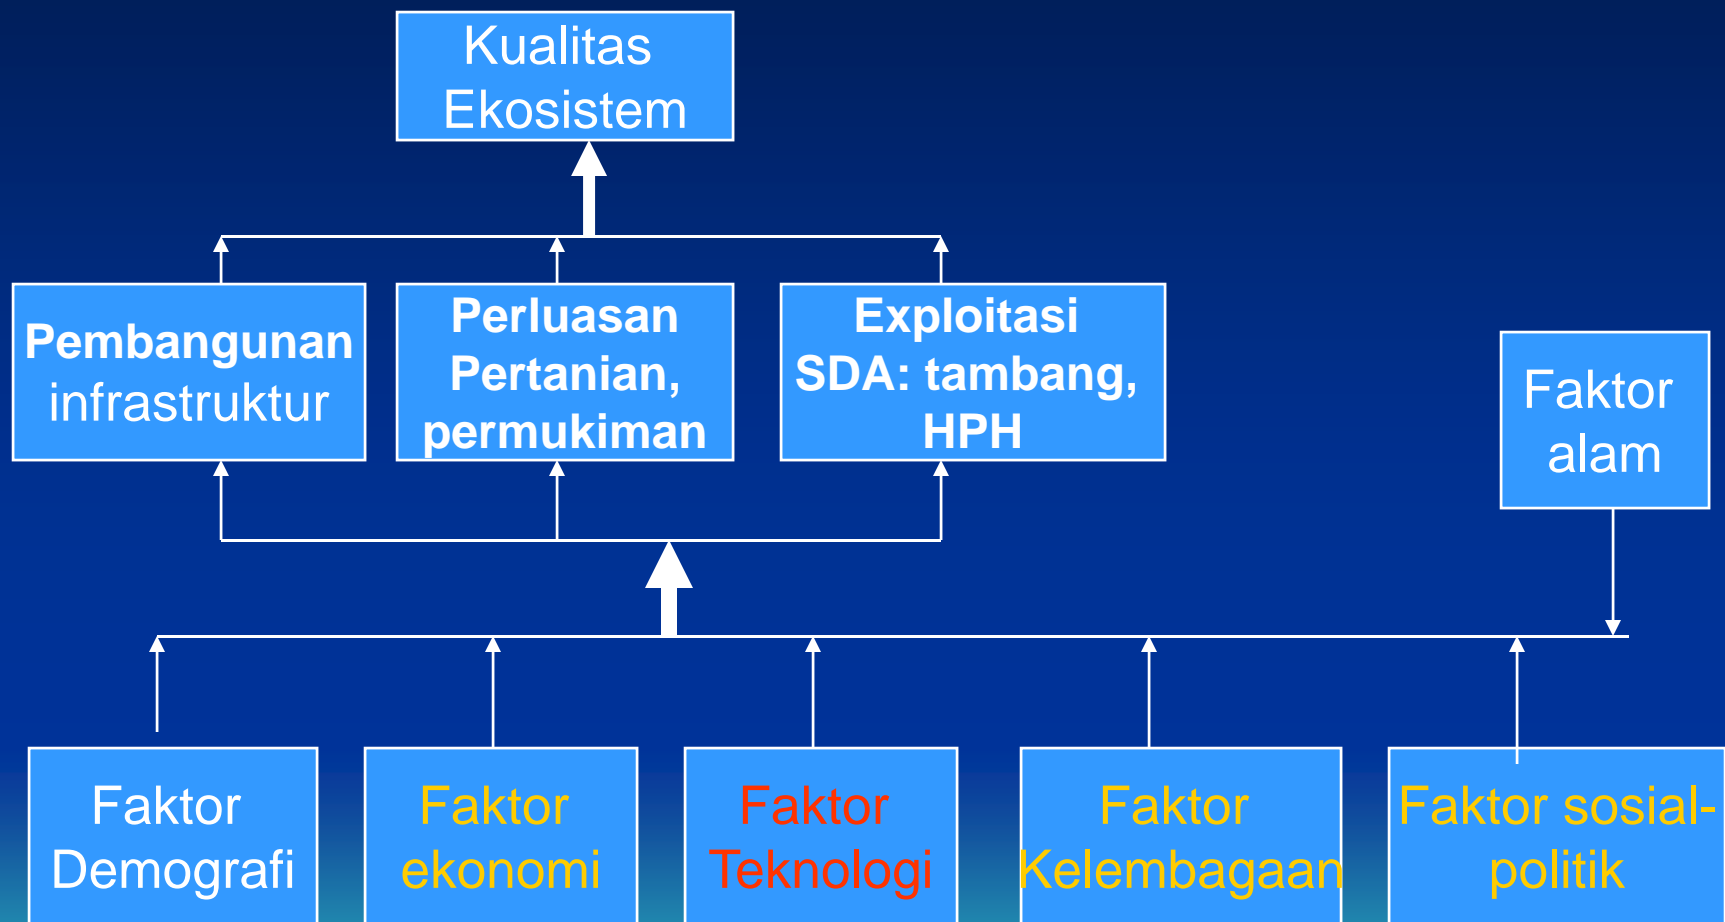 Kualitas
Ekosistem
Pembangunan
infrastruktur
Perluasan
Pertanian,
permukiman
Exploitasi
SDA: tambang,
HPH
Faktor
alam
Faktor
Demografi
Faktor
ekonomi
Faktor
Teknologi
Faktor
Kelembagaan
Faktor sosial-
politik